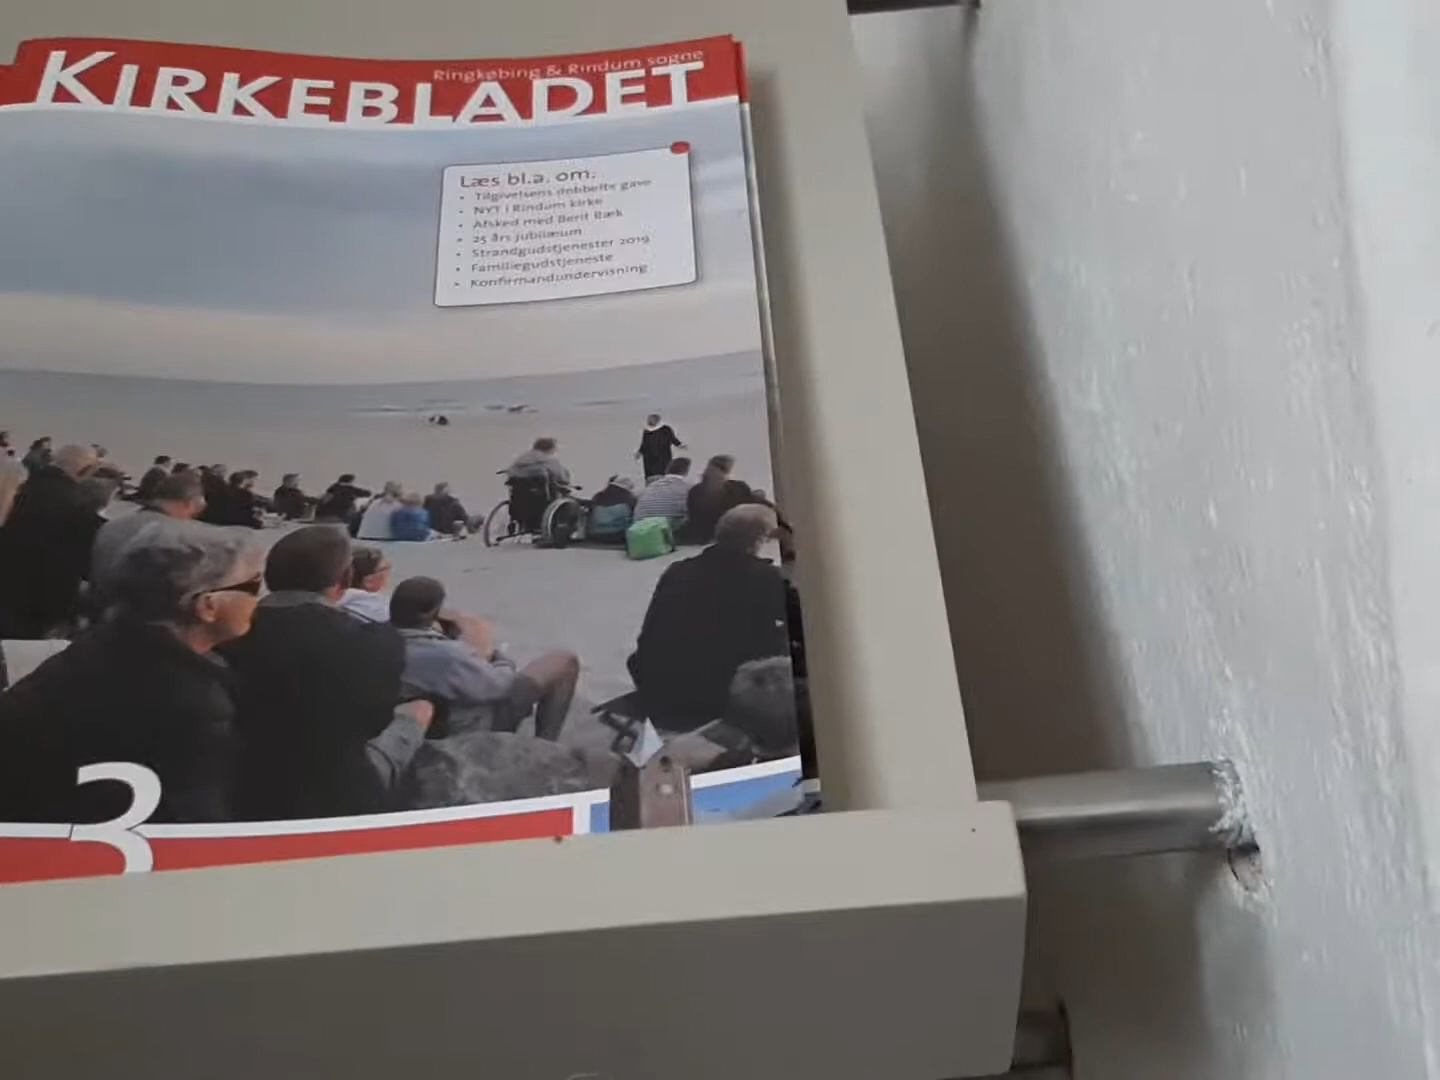 Ringkøbing & Rindum sogne
KIRKEBLADET
Læs bl.a. om:
• Tilgivelsens dobbelte gave
• NYT i Rindum kirke
• Afsked med Berit Bæk
• 25 års jubilæum
• Strandgudstjenester 2019
• Familiegudstjeneste
• Konfirmandundervisning
3